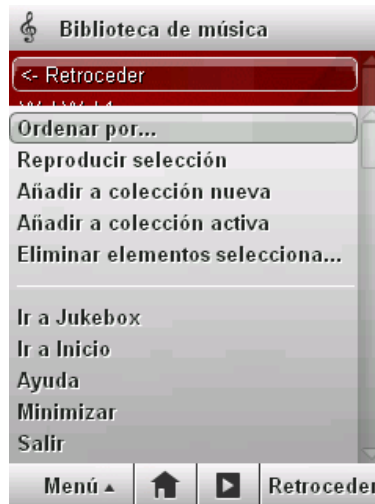 Biblioteca de música
<- Retroceder
Ordenar por...
Reproducir selección
Añadir a colección nueva
Añadir a colección activa
Eliminar elementos selecciona...
Ir a Jukebox
Ir a Inicio
Ayuda
Minimizar
Salir
Menú
Retroceder